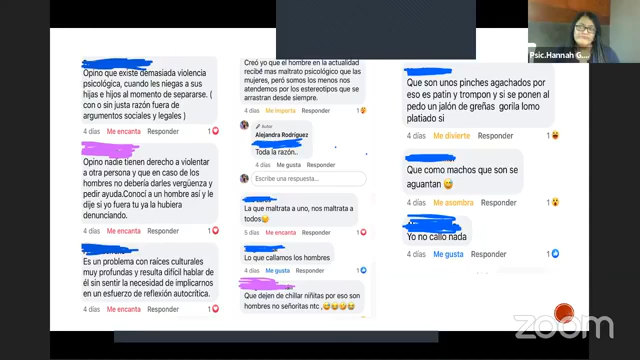 Psic.Hannah G...
Opino que existe demasiada violencia
psicológica, cuando les niegas a sus
hijas e hijos al momento de separarse.
( con o sin justa razón fuera de
argumentos sociales y legales )
4 días Me encanta Responder 1
Opino nadie tienen derecho a violentar
a otra persona y que en caso de los
hombres no debería darles vergüenza y
pedir ayuda.Conocí a un hombre así y le
dije si yo fuera tu ya la hubiera
denunciando.
4 días Me encanta Responder 1
Es un problema con raíces culturales
muy profundas y resulta difícil hablar de
él sin sentir la necesidad de implicarnos
en un esfuerzo de reflexión autocrítica.
4 días Me encanta Responder 1
Creó yo que el hombre en la actualidad
recibé mas maltrato psicológico que las
mujeres, peró somos los menos nos
atendemos por los estereotipos que se
arrastran desde siempre.
4 días Me importa Responder 1
Autor
Alejandra Rodríguez
Toda la razón..
4 días Me gusta Responder
Escribe una respuesta...
La que maltrata a uno, nos maltrata a
todos
5 días Me encanta Responder 1
Lo que callamos los hombres
4 días Me gusta Responder 1
Que dejen de chillar niñitas por eso son
hombres no señoritas ntc ,
Que son unos pinches agachados por
eso es patín y trompon y si se ponen al
pedo un jalón de greñas gorila lomo
platiado si
4 días Me divierte Responder 1
Que como machos que son se
aguantan
4 días Me asombra Responder 1
Yo no calló nada
4 días Me gusta Responder 1
zoom